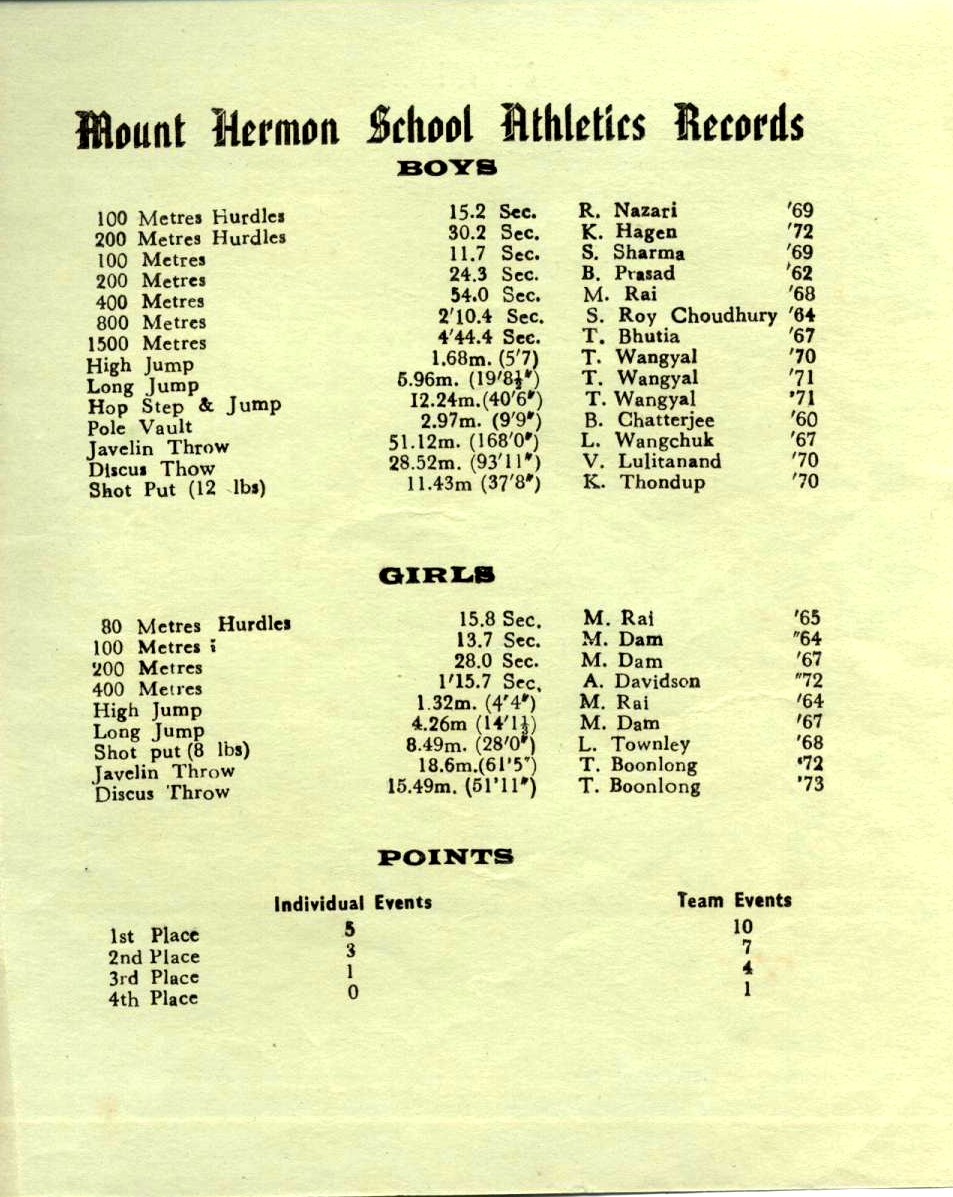 Mount Hermon School Athletics Records
BOYS
100 Metres Hurdles 15.2 Sec. R. Nazari '69
200 Metres Hurdles 30.2 Sec. K. Hagen '72
100 Metres 11.7 Sec. S. Sharma '69
200 Metres 24.3 Sec. B. Prasad '62
400 Metres 54.0 Sec. M. Rai '68
800 Metres 2'10.4 Sec. S. Roy Choudhury '64
1500 Metres 4'44.4 Sec. T. Bhutia '67
High Jump 1.68m. (5'7) T. Wangyal '70
Long Jump 5.96m. (19'8½") T. Wangyal '71
Hop Step & Jump 12.24m.(40'6") T. Wangyal '71
Pole Vault 2.97m. (9'9") B. Chatterjee '60
Javelin Throw 51.12m. (168'0") L. Wangchuk '67
Discus Thow 28.52m. (93'11") V. Lulitanand '70
Shot Put (12 lbs) 11.43m (37'8") K. Thondup '70
GIRLS
80 Metres Hurdles 15.8 Sec. M. Rai '65
100 Metres 13.7 Sec. M. Dam "64
200 Metres 28.0 Sec. M. Dam '67
400 Metres 1'15.7 Sec. A. Davidson "72
High Jump 1.32m. (4'4") M. Rai '64
Long Jump 4.26m (14'1½) M. Dam '67
Shot put (8 lbs) 8.49m. (28'0") L. Townley '68
Javelin Throw 18.6m.(61'5") T. Boonlong '72
Discus Throw 15.49m. (51'11") T. Boonlong '73
POINTS
Individual Events Team Events
1st Place 5 10
2nd Place 3 7
3rd Place 1 4
4th Place 0 1